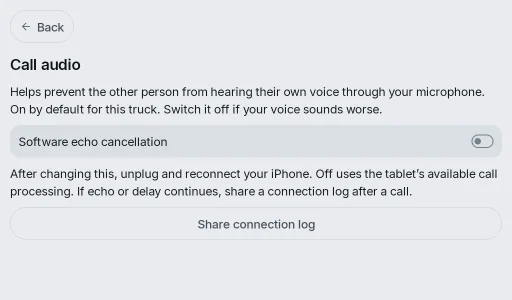 Back
Call audio
Helps prevent the other person from hearing their own voice through your microphone.
On by default for this truck. Switch it off if your voice sounds worse.
Software echo cancellation
After changing this, unplug and reconnect your iPhone. Off uses the tablet’s available call
processing. If echo or delay continues, share a connection log after a call.
Share connection log